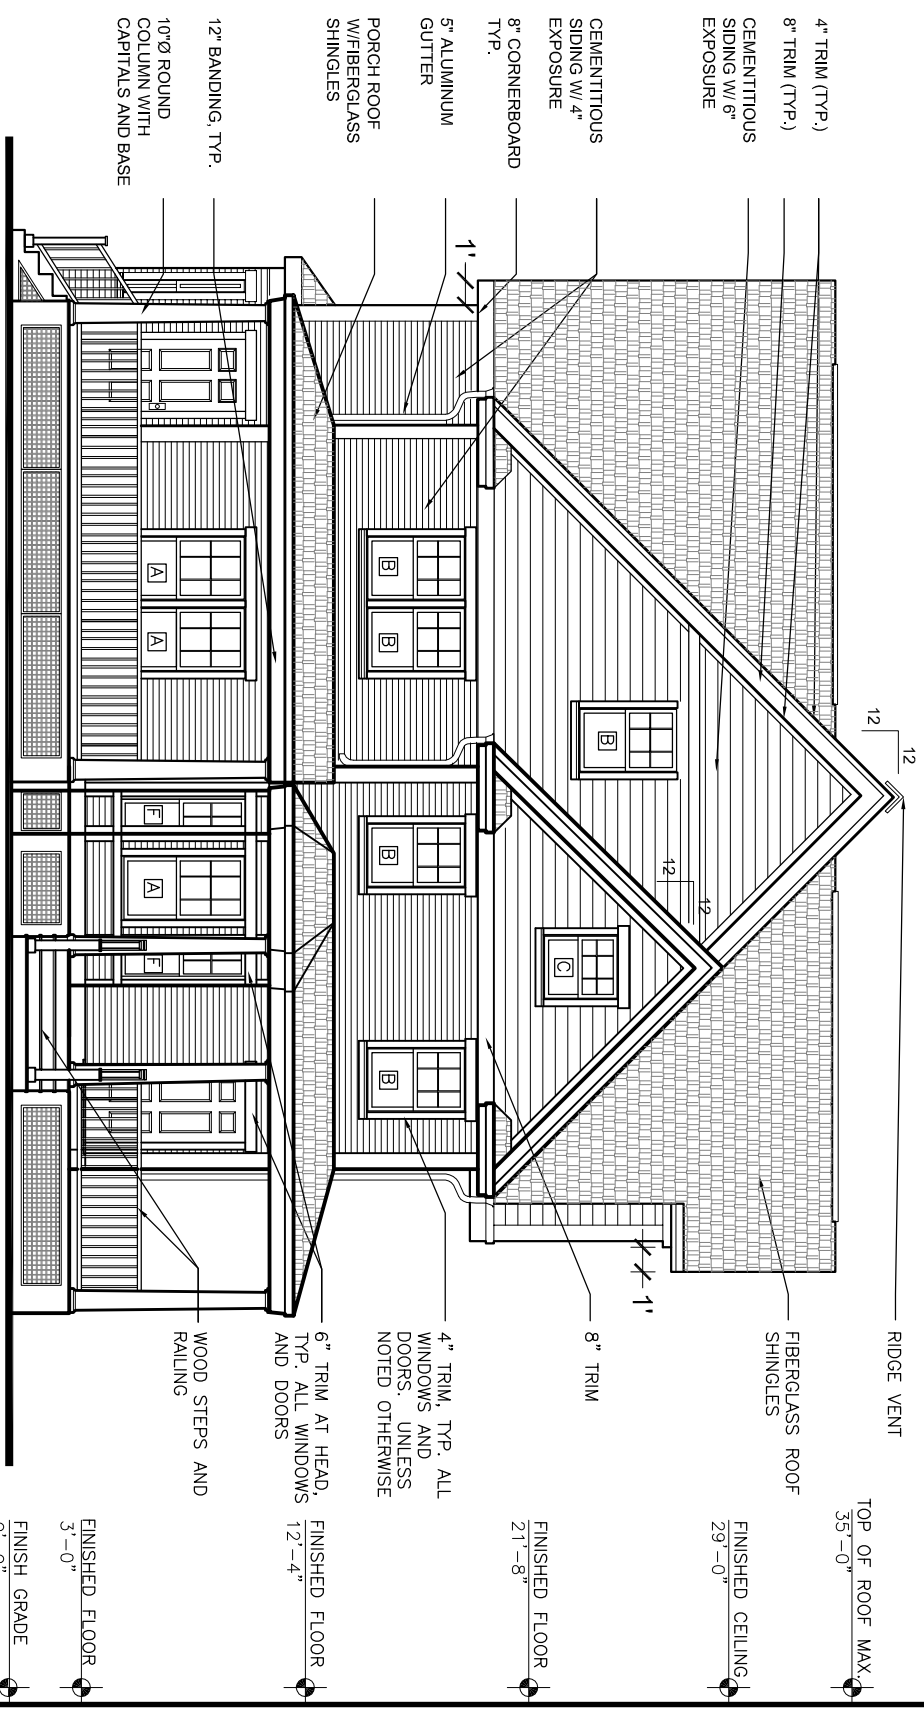 4" TRIM (TYP.)
8" TRIM (TYP.)
CEMENTITIOUS
SIDING W/ 6"
EXPOSURE
CEMENTITIOUS
SIDING W/ 4"
EXPOSURE
8" CORNERBOARD
TYP.
5" ALUMINUM
GUTTER
PORCH ROOF
W/FIBERGLASS
SHINGLES
12" BANDING, TYP.
10"Ø ROUND
COLUMN WITH
CAPITALS AND BASE
1'
12
12
12
12
B
C
B
B
B
B
A
A
F
A
F
1'
RIDGE VENT
FIBERGLASS ROOF
SHINGLES
8" TRIM
4" TRIM, TYP. ALL
WINDOWS AND
DOORS. UNLESS
NOTED OTHERWISE
6" TRIM AT HEAD,
TYP. ALL WINDOWS
AND DOORS
WOOD STEPS AND
RAILING
TOP OF ROOF MAX.
35'-0"
FINISHED CEILING
29'-0"
FINISHED FLOOR
21'-8"
FINISHED FLOOR
12'-4"
FINISHED FLOOR
3'-0"
FINISH GRADE